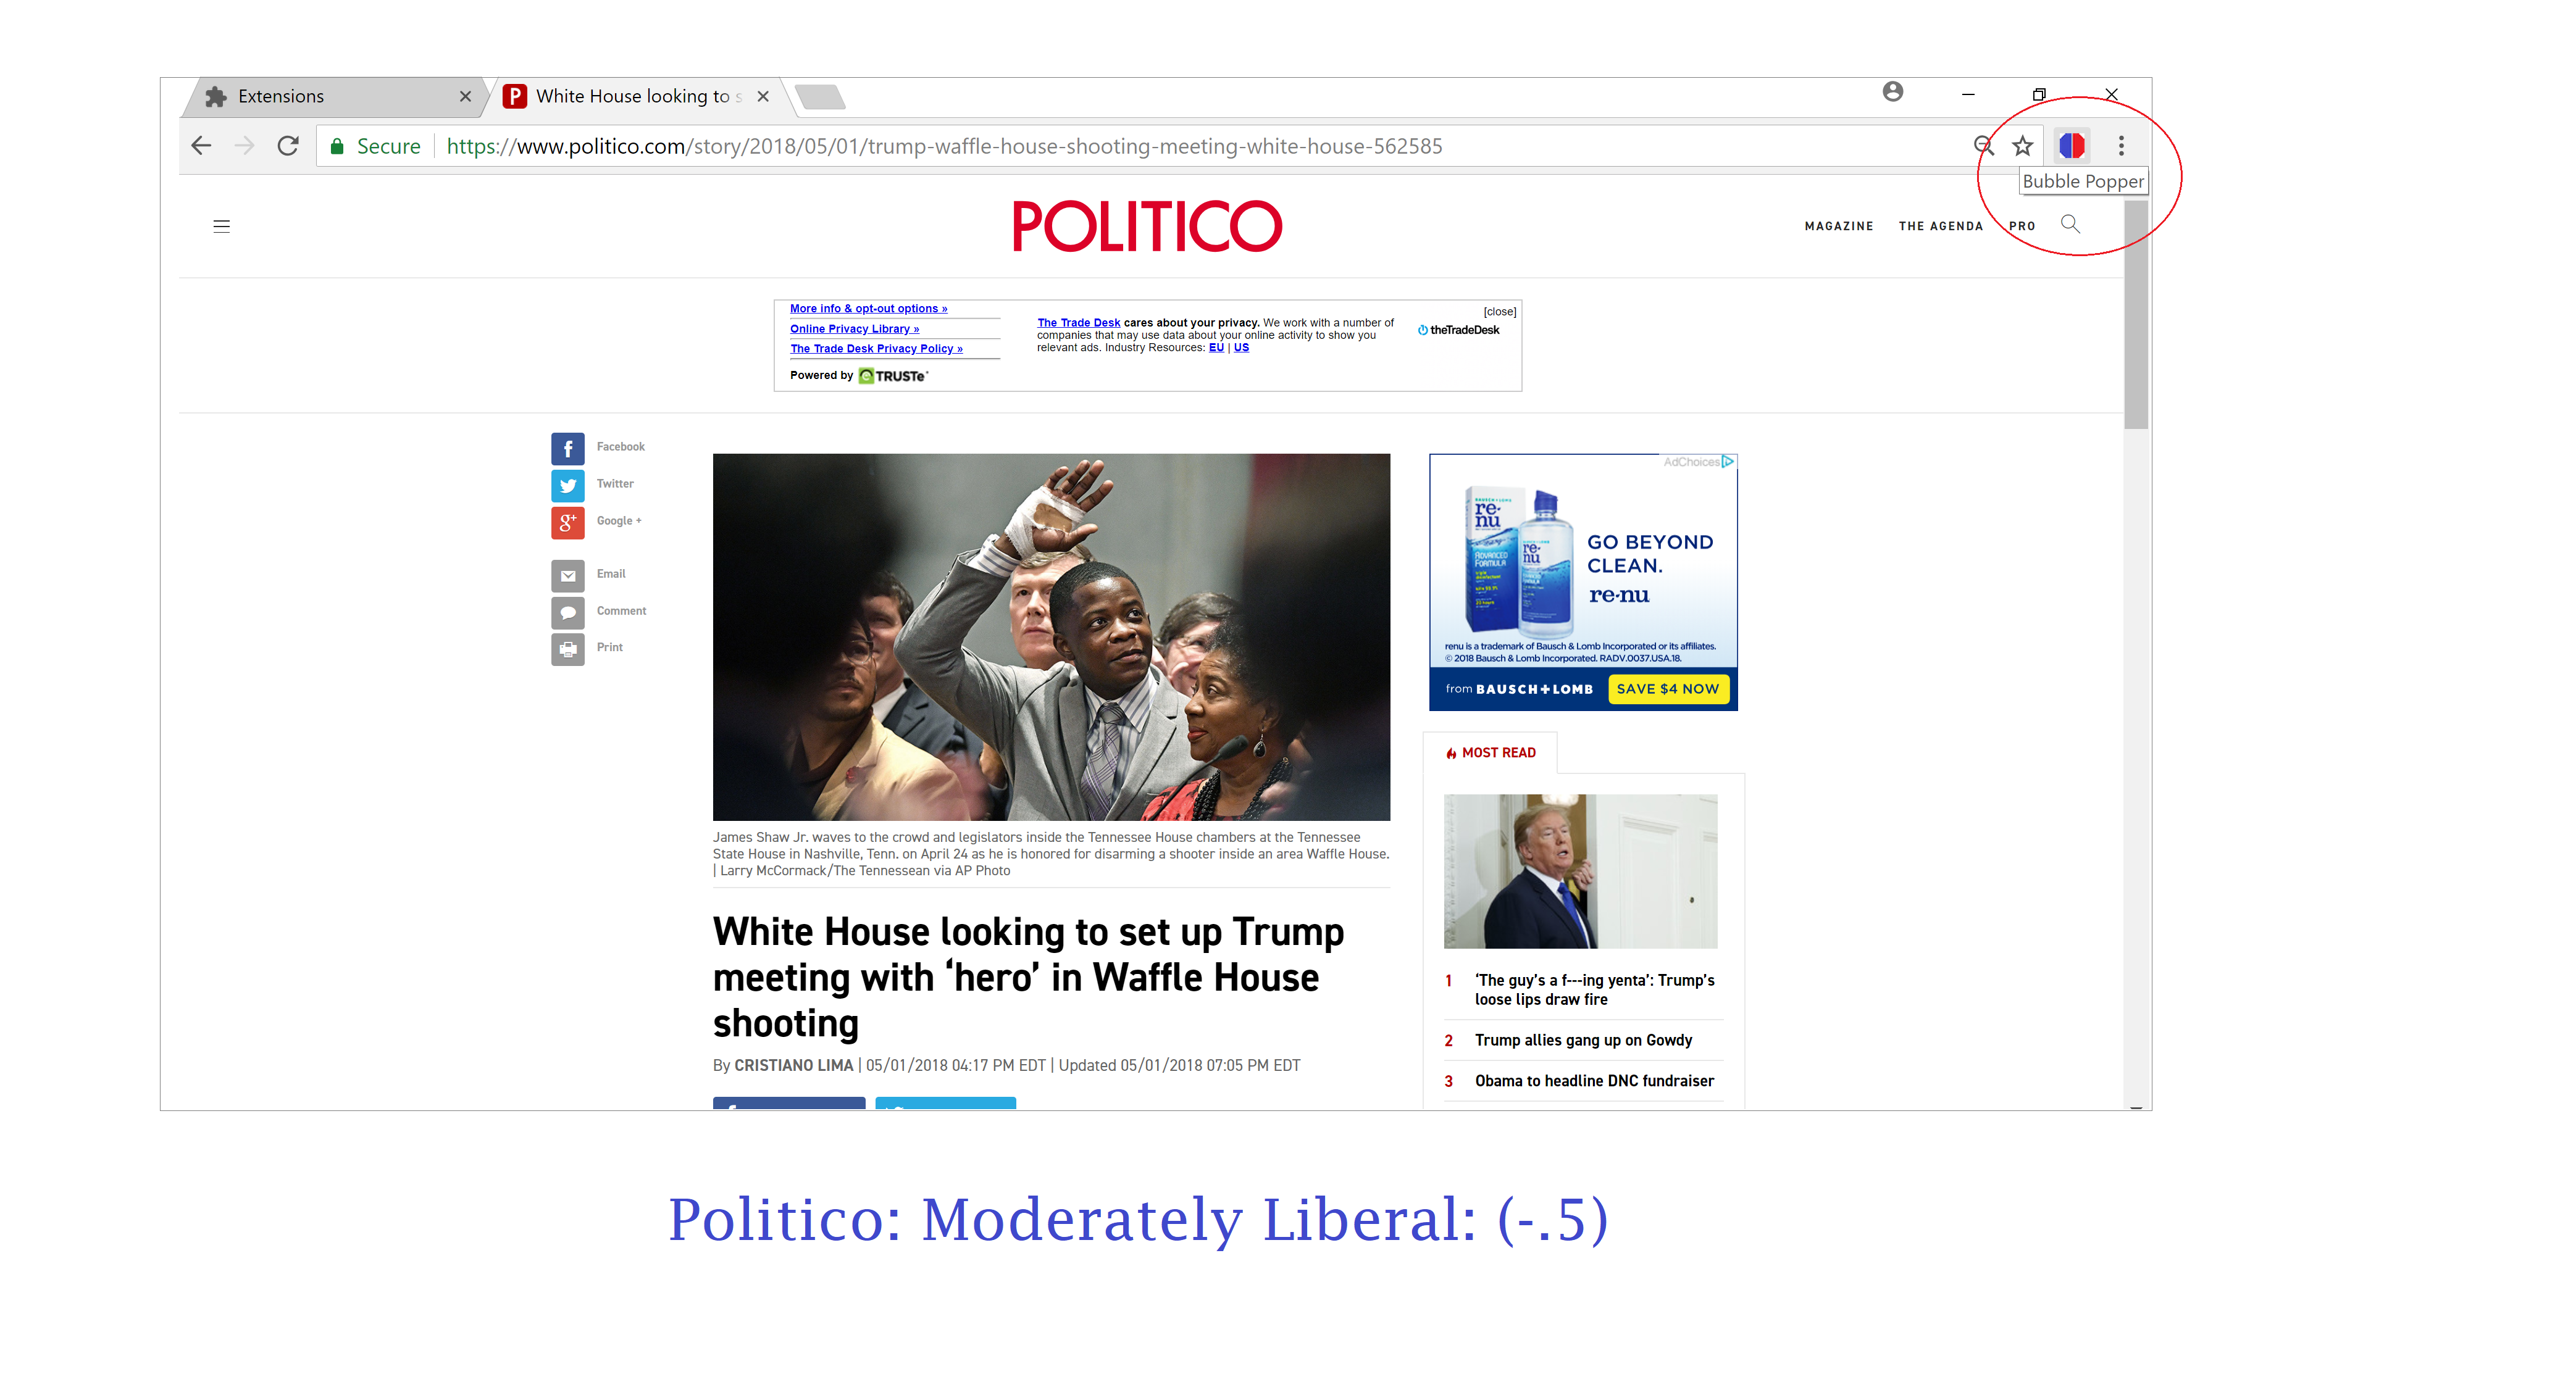 Extensions
White House looking to s
Secure https://www.politico.com/story/2018/05/01/trump-waffle-house-shooting-meeting-white-house-562585
Bubble Popper
POLITICO
MAGAZINE THE AGENDA PRO
More info & opt-out options »
Online Privacy Library »
The Trade Desk Privacy Policy »
Powered by TRUSTe
The Trade Desk cares about your privacy. We work with a number of
companies that may use data about your online activity to show you
relevant ads. Industry Resources: EU | US
[close]
theTradeDesk
Facebook
Twitter
Google +
Email
Comment
Print
AdChoices
BAUSCH + LOMB
re·nu
ADVANCED FORMULA
re·nu
GO BEYOND
CLEAN.
re·nu
renu is a trademark of Bausch & Lomb Incorporated or its affiliates.
© 2018 Bausch & Lomb Incorporated. RADV.0037.USA.18.
from BAUSCH+LOMB SAVE $4 NOW
James Shaw Jr. waves to the crowd and legislators inside the Tennessee House chambers at the Tennessee
State House in Nashville, Tenn. on April 24 as he is honored for disarming a shooter inside an area Waffle House.
| Larry McCormack/The Tennessean via AP Photo
White House looking to set up Trump
meeting with ‘hero’ in Waffle House
shooting
By CRISTIANO LIMA | 05/01/2018 04:17 PM EDT | Updated 05/01/2018 07:05 PM EDT
MOST READ
1 ‘The guy’s a f---ing yenta’: Trump’s
loose lips draw fire
2 Trump allies gang up on Gowdy
3 Obama to headline DNC fundraiser
Politico: Moderately Liberal: (-.5)